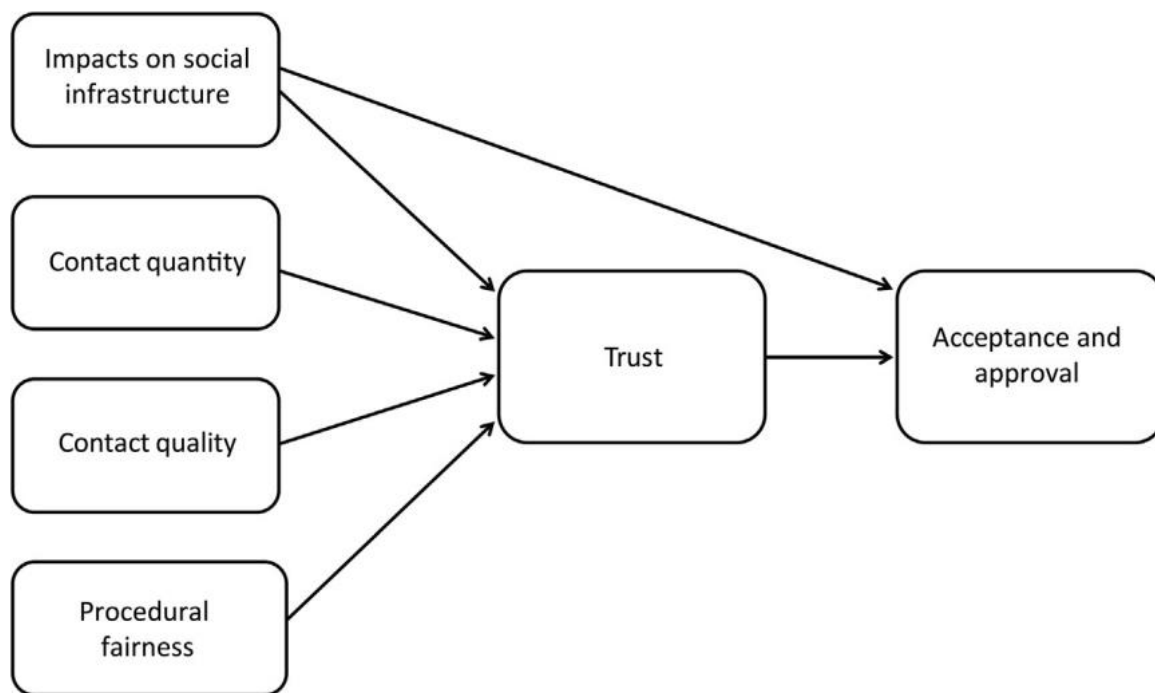 Impacts on social
infrastructure
Contact quantity
Contact quality
Procedural
fairness
Trust
Acceptance and
approval